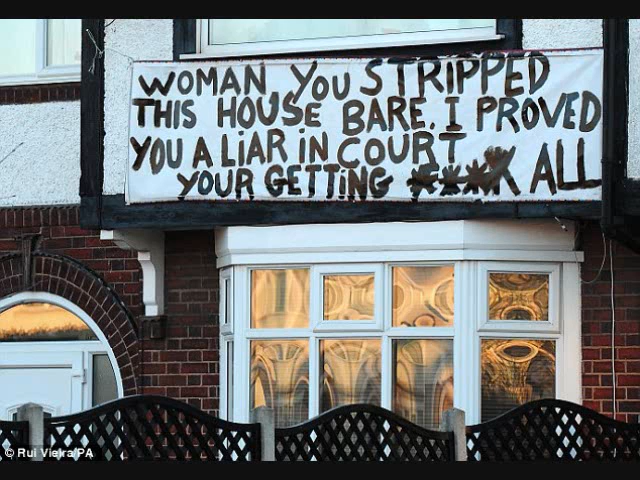 WOMAN YOU STRIPPED
THIS HOUSE BARE. I PROVED
YOU A LIAR IN COURT
YOUR GETTING ****K ALL
© Rui Vieira/PA